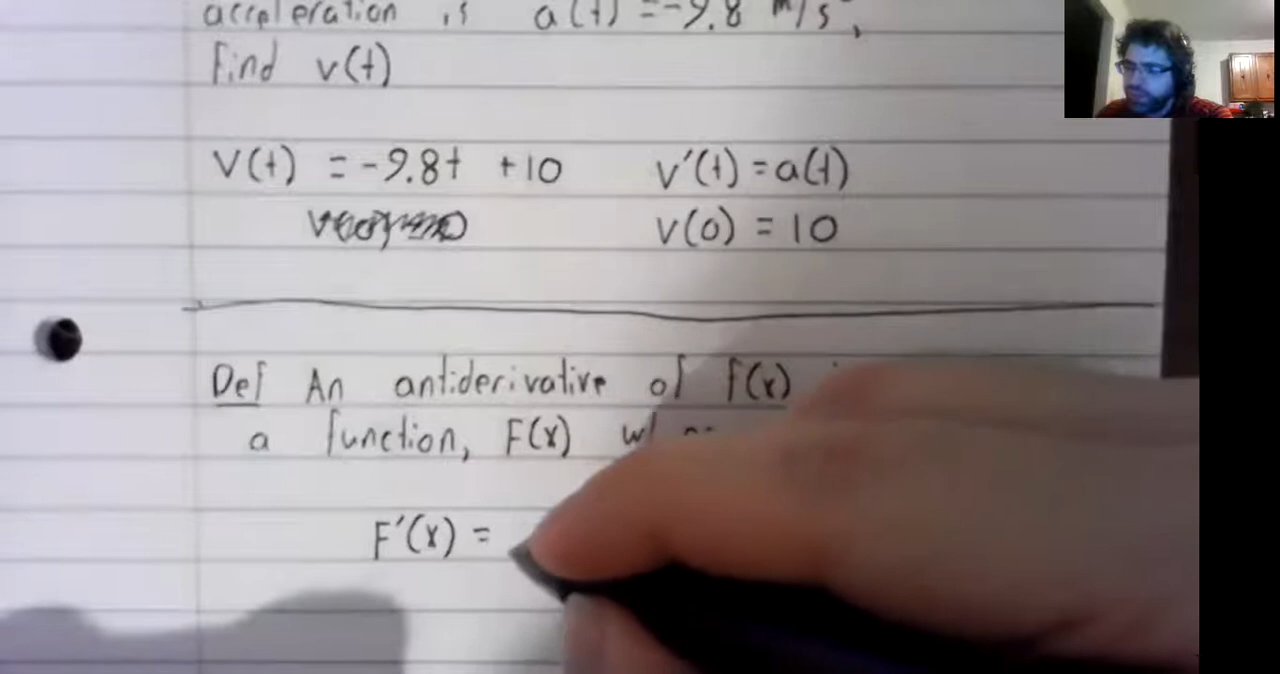 acceleration is a(t) = -9.8 m/s,
Find v(t)
V(t) = -9.8t +10 v'(t) = a(t)
v(0) = 10
Def An antiderivative of f(x)
a function, F(x)
F'(x) =